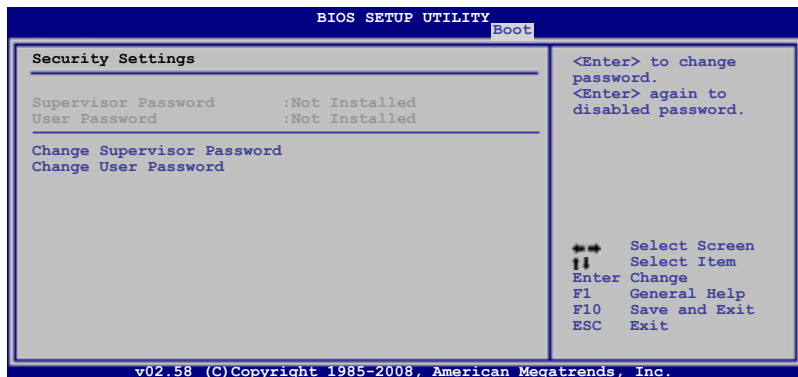 BIOS SETUP UTILITY
Boot
Security Settings
Supervisor Password :Not Installed
User Password :Not Installed
Change Supervisor Password
Change User Password
<Enter> to change
password.
<Enter> again to
disabled password.
←→ Select Screen
↑↓ Select Item
Enter Change
F1 General Help
F10 Save and Exit
ESC Exit
v02.58 (C)Copyright 1985-2008, American Megatrends, Inc.